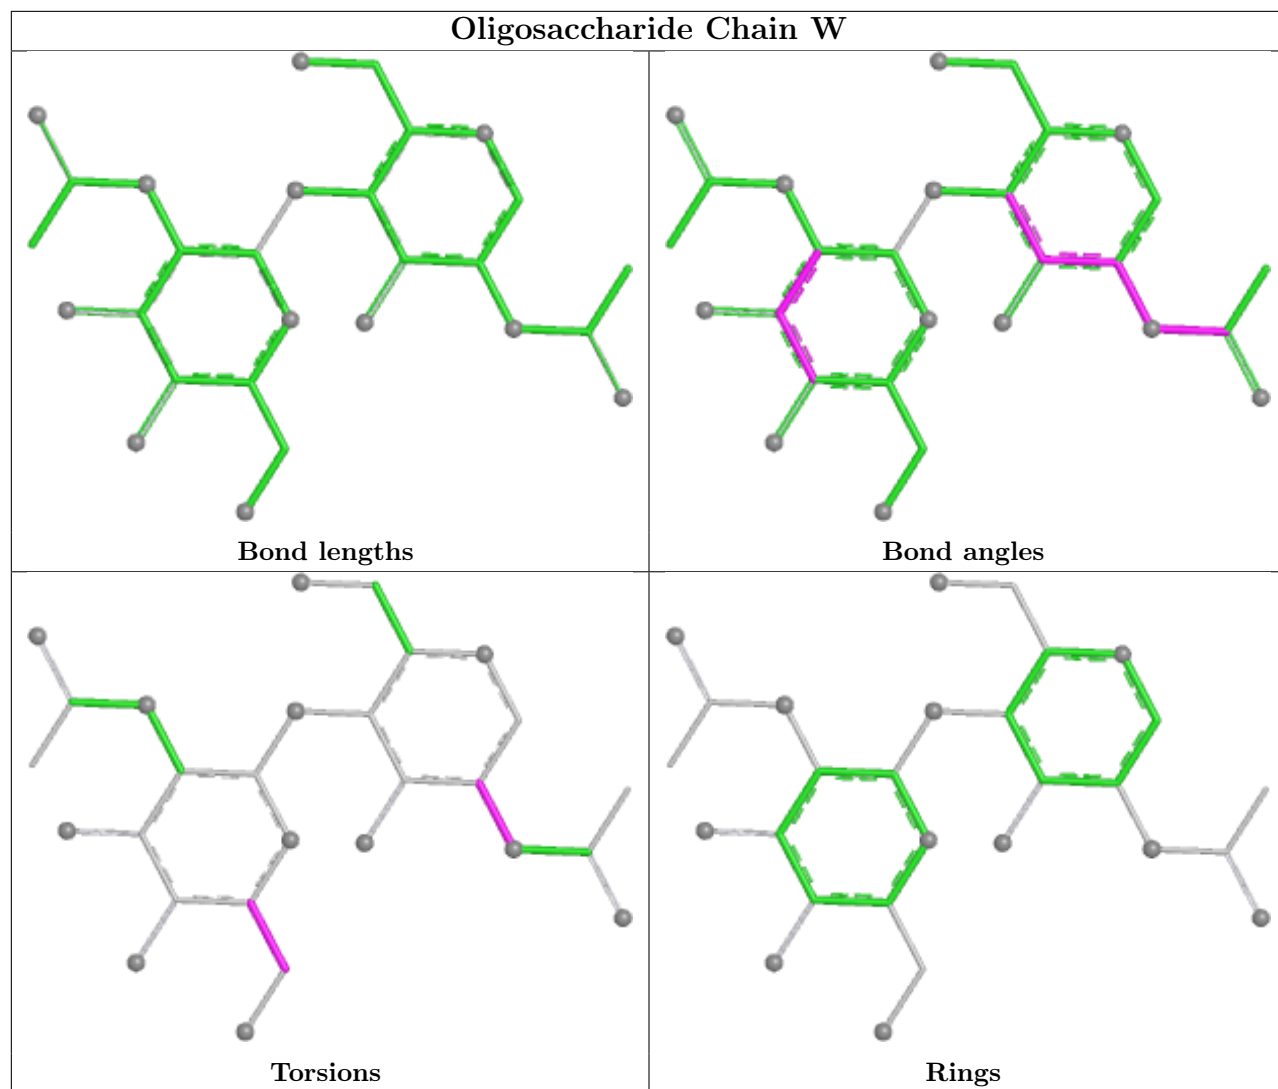 Oligosaccharide Chain W
Bond lengths
Bond angles
Torsions
Rings